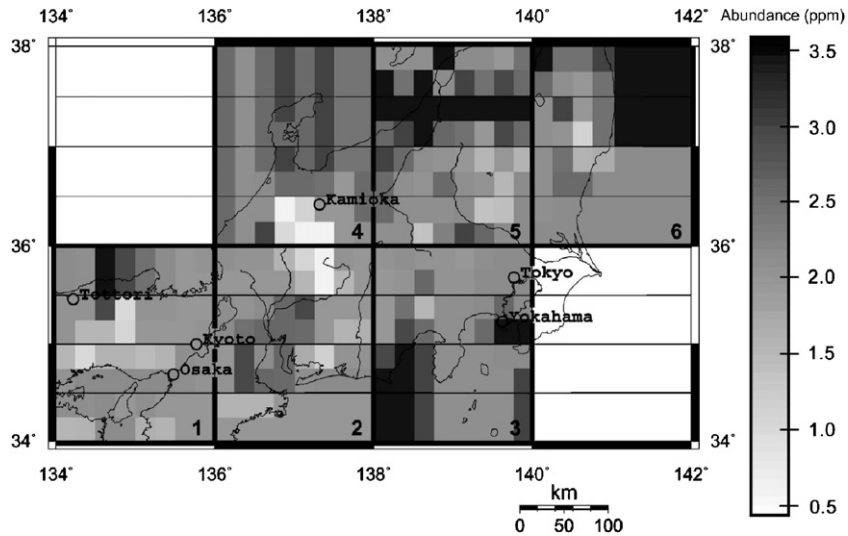 134° 136° 138° 140° 142° Abundance (ppm)
38° 38°
3.5
3.0
Kamioka 2.5
4 5 6
36° 36°
Tokyo 2.0
Tottori
Yokahama
Kyoto 1.5
Osaka
1 2 3 1.0
34° 34°
134° 136° 138° 140° 142° 0.5
km
0 50 100